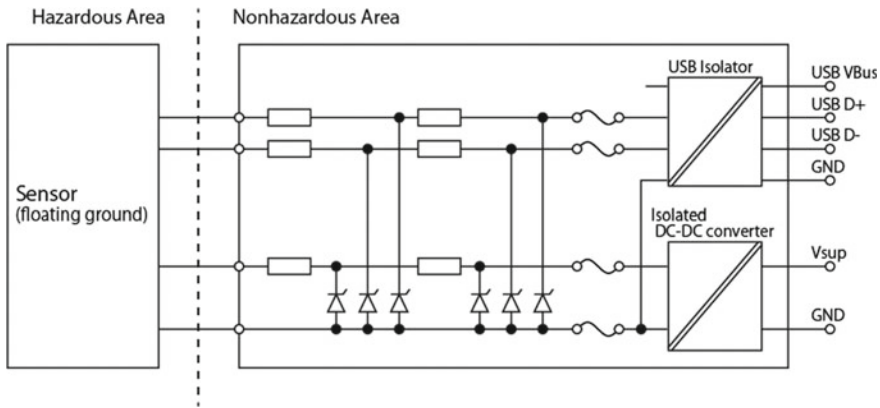 Hazardous Area
Nonhazardous Area
USB Isolator
USB VBus
USB D+
USB D-
GND
Sensor
(floating ground)
Isolated
DC-DC converter
Vsup
GND